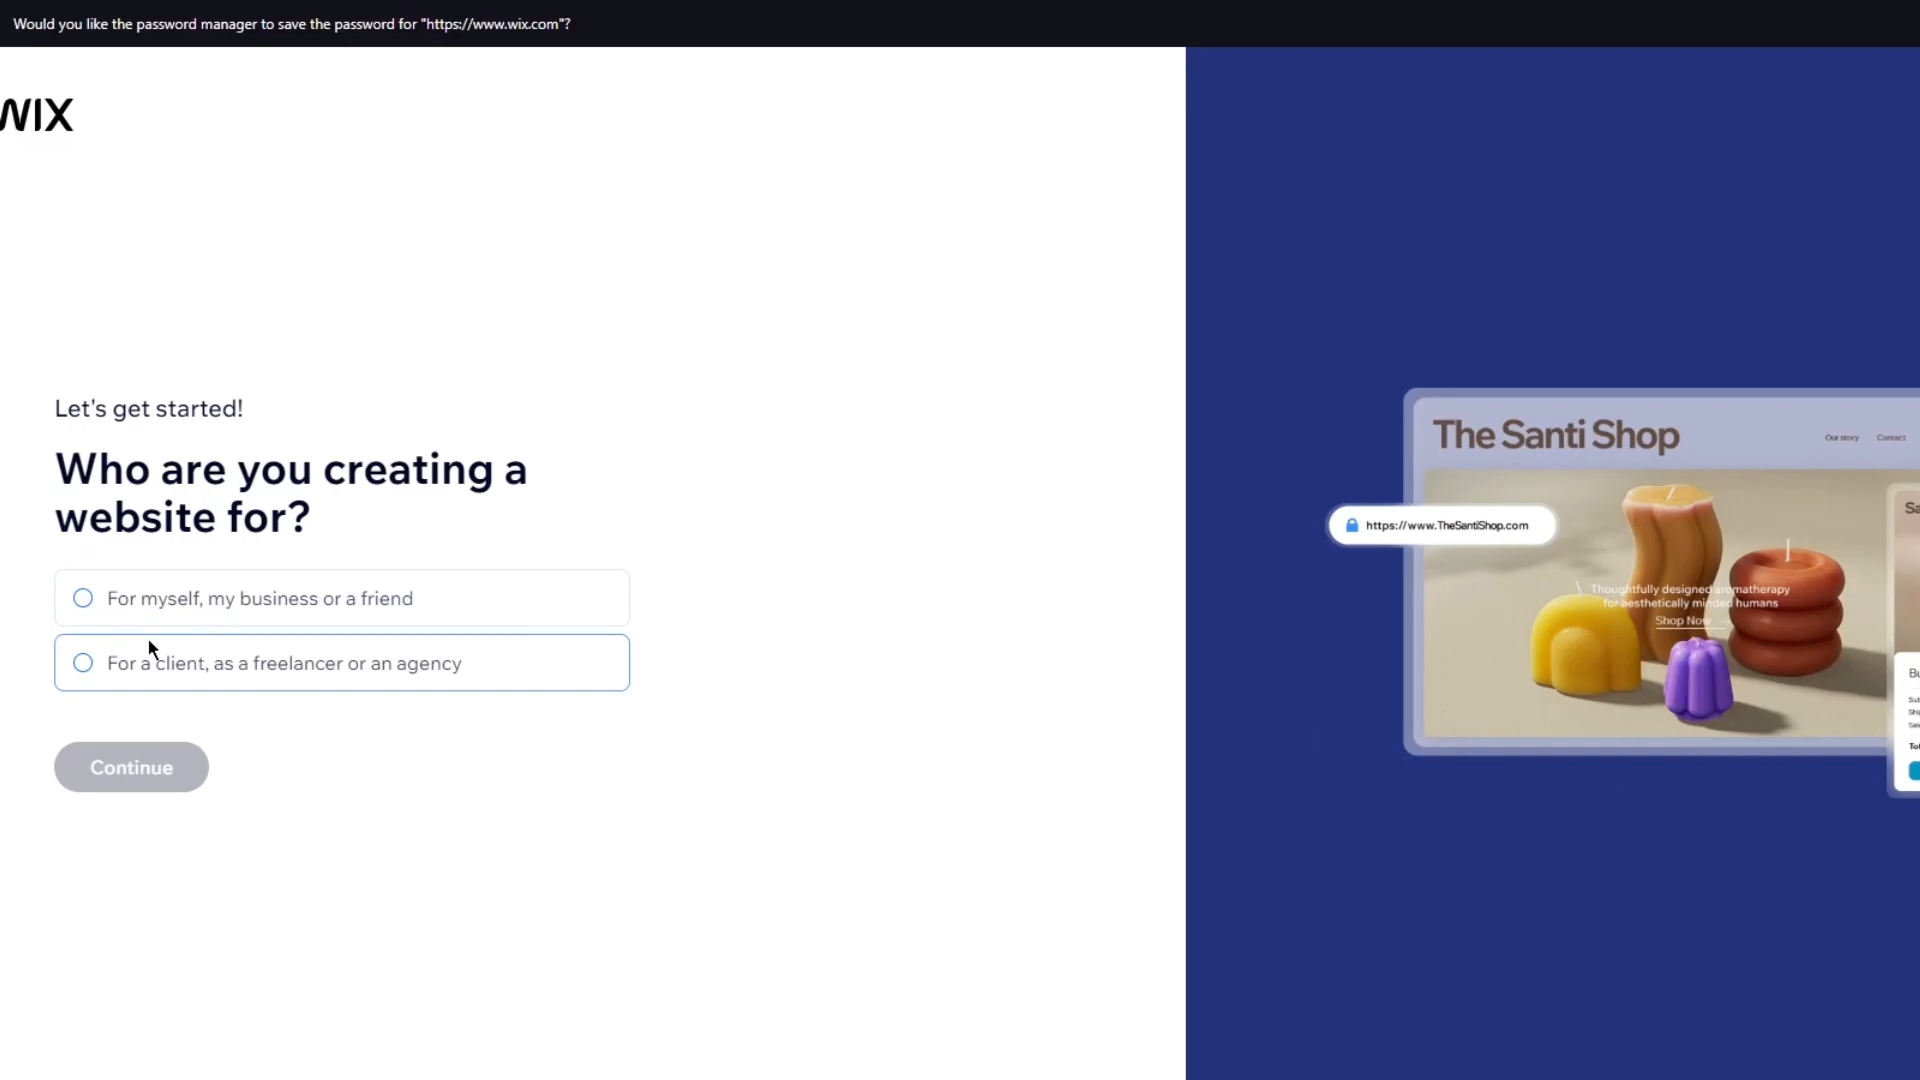 Would you like the password manager to save the password for "https://www.wix.com"?
WIX
Let's get started!
Who are you creating a
website for?
For myself, my business or a friend
For a client, as a freelancer or an agency
Continue
The Santi Shop
Our story Contact
https://www.TheSantiShop.com
Thoughtfully designed aromatherapy
for aesthetically minded humans
Shop Now